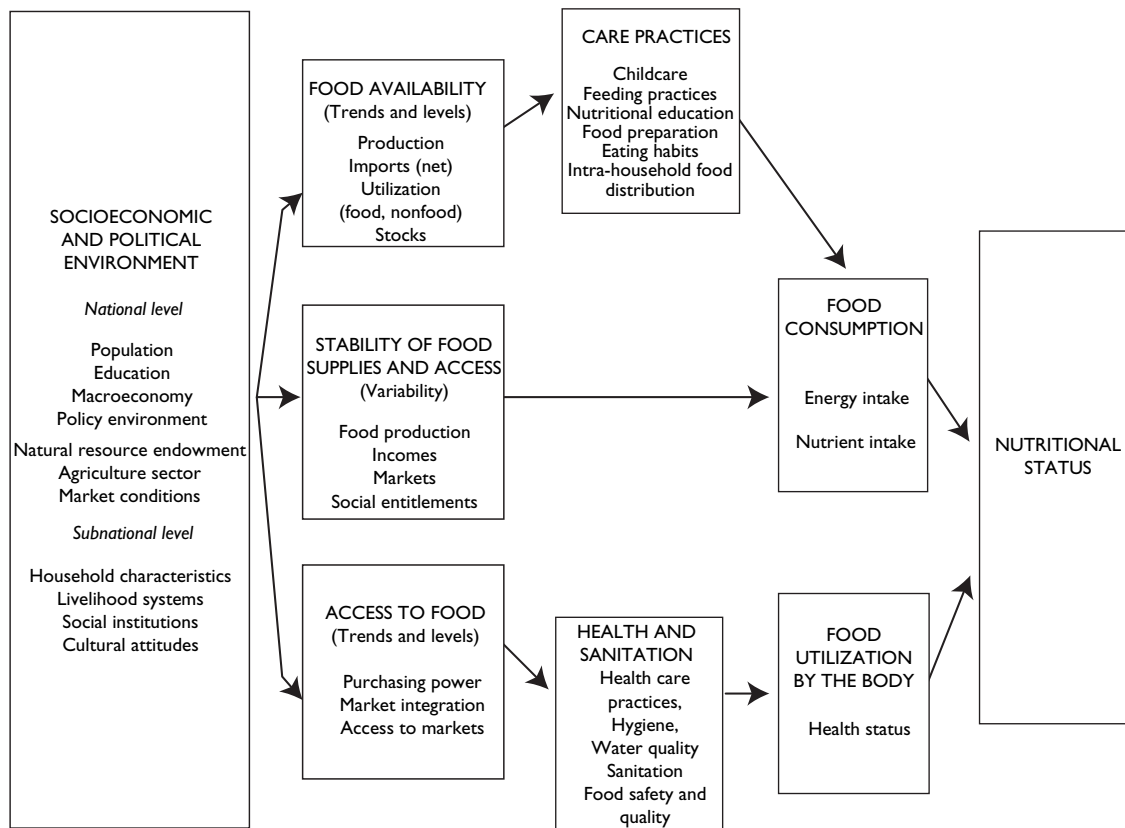 SOCIOECONOMIC
AND POLITICAL
ENVIRONMENT
National level
Population
Education
Macroeconomy
Policy environment
Natural resource endowment
Agriculture sector
Market conditions
Subnational level
Household characteristics
Livelihood systems
Social institutions
Cultural attitudes
FOOD AVAILABILITY
(Trends and levels)
Production
Imports (net)
Utilization
(food, nonfood)
Stocks
STABILITY OF FOOD
SUPPLIES AND ACCESS
(Variability)
Food production
Incomes
Markets
Social entitlements
ACCESS TO FOOD
(Trends and levels)
Purchasing power
Market integration
Access to markets
CARE PRACTICES
Childcare
Feeding practices
Nutritional education
Food preparation
Eating habits
Intra-household food
distribution
HEALTH AND
SANITATION
Health care
practices,
Hygiene,
Water quality
Sanitation
Food safety and
quality
FOOD
CONSUMPTION
Energy intake
Nutrient intake
FOOD
UTILIZATION
BY THE BODY
Health status
NUTRITIONAL
STATUS